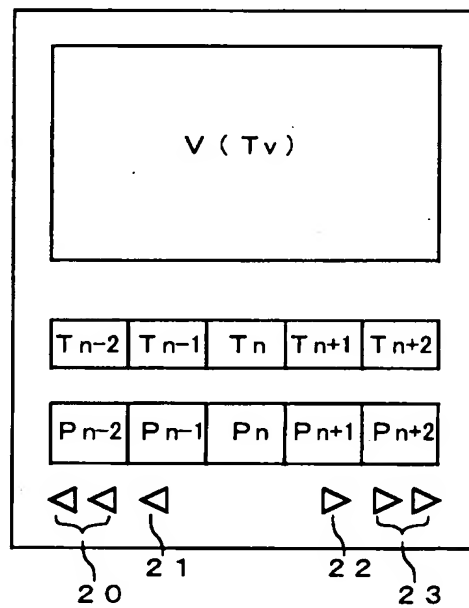 V(Tv)
Tn-2 Tn-1 Tn Tn+1 Tn+2
Pn-2 Pn-1 Pn Pn+1 Pn+2
20 21 22 23